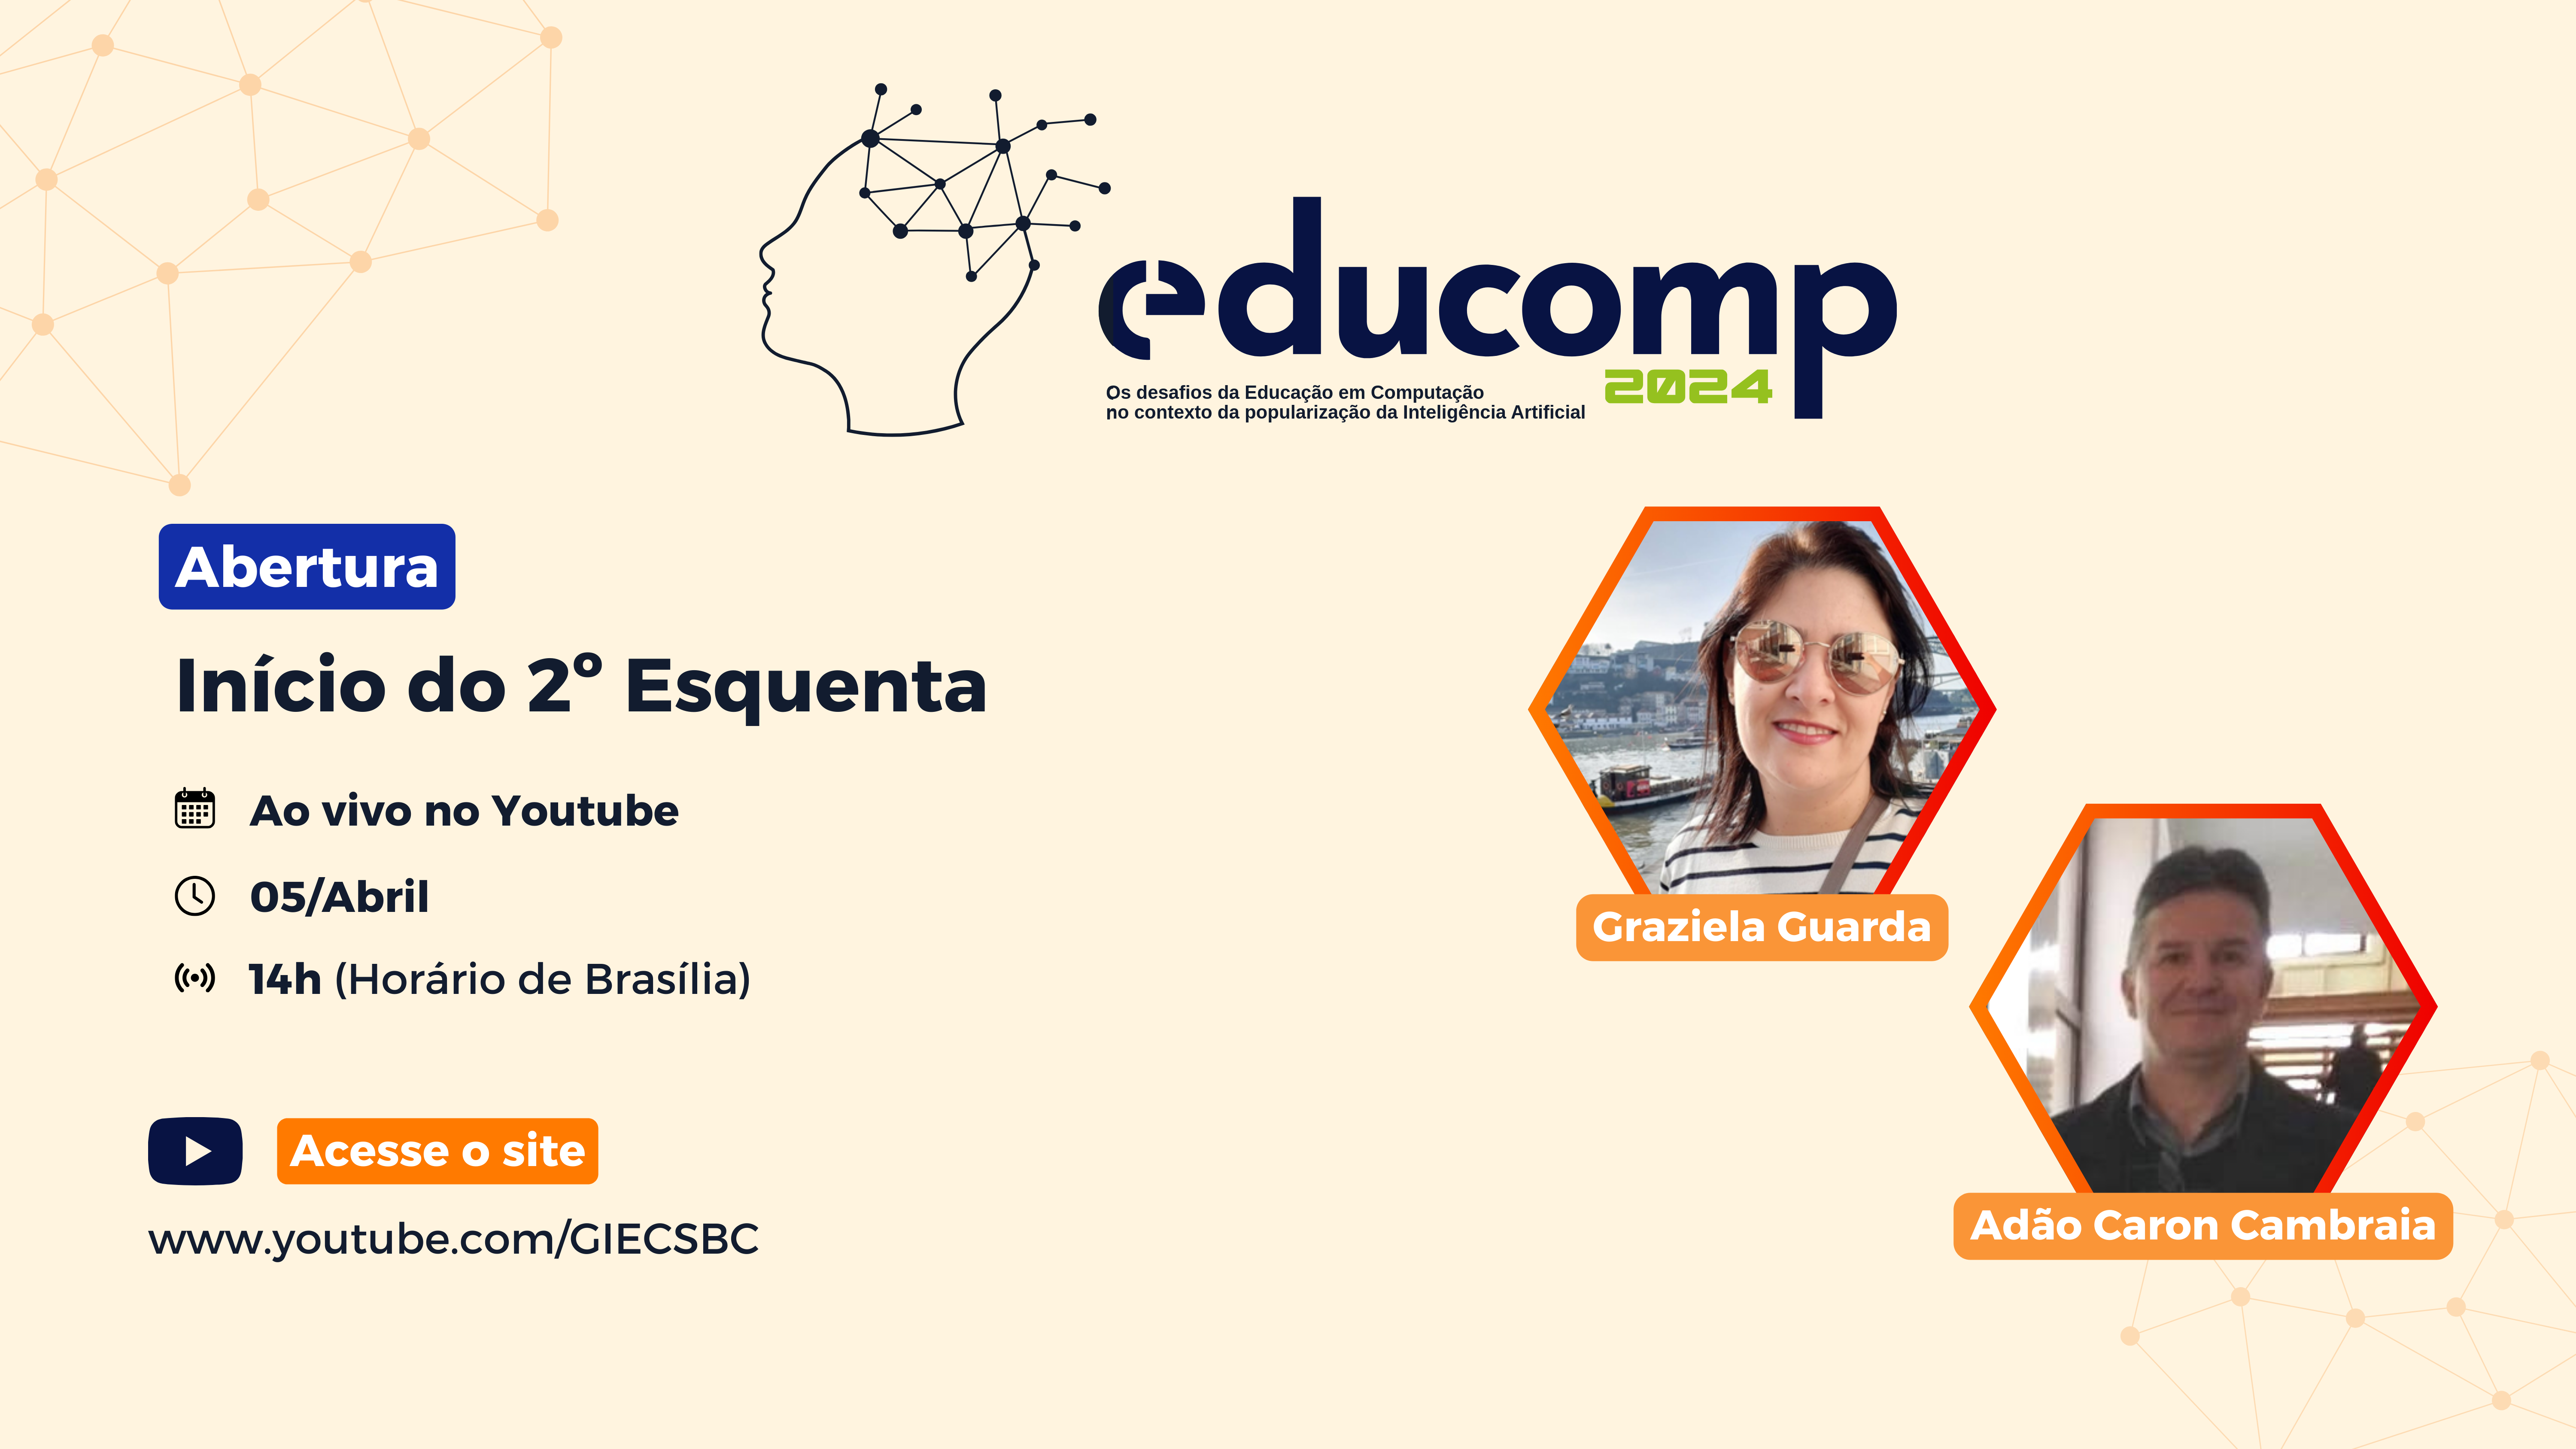 educomp
Os desafios da Educação em Computação
no contexto da popularização da Inteligência Artificial
2024
Abertura
Início do 2º Esquenta
Ao vivo no Youtube
05/Abril
14h (Horário de Brasília)
Acesse o site
www.youtube.com/GIECSBC
Graziela Guarda
Adão Caron Cambraia